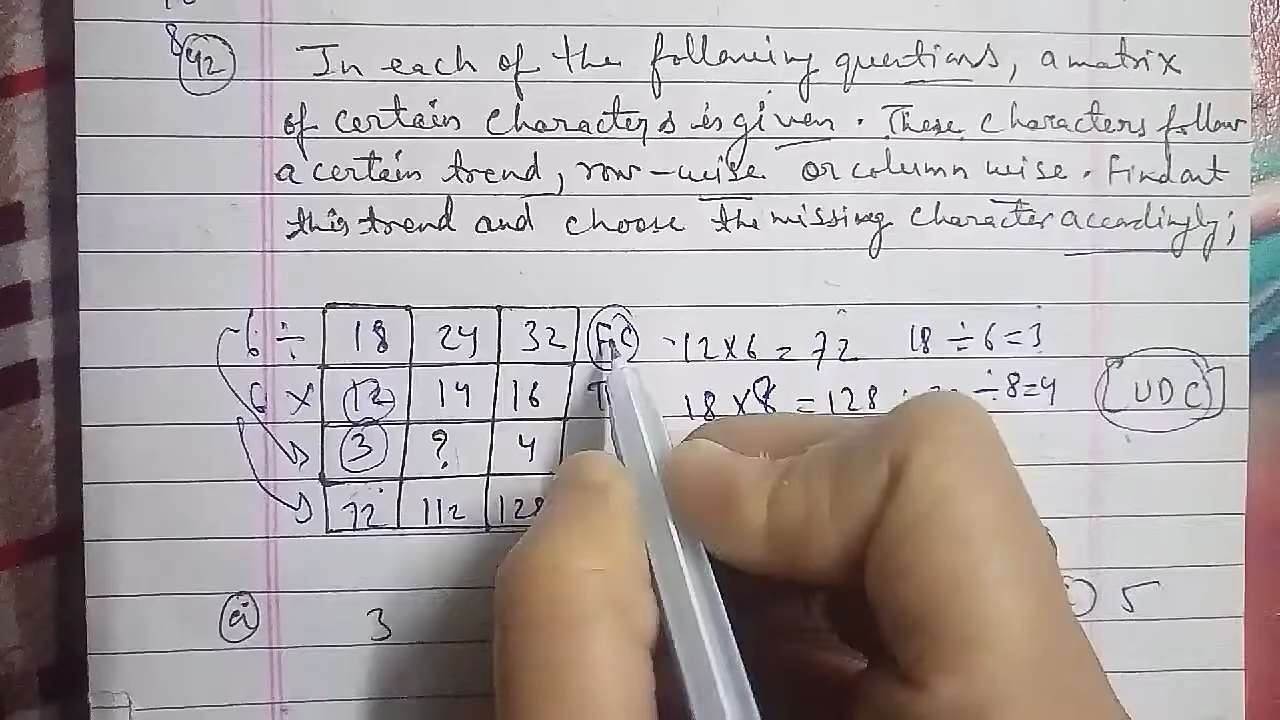 842 In each of the following questions, a matrix
of certain characters is given. These characters follow
a certain trend, row-wise or column wise. Find out
this trend and choose the missing character accordingly;
6 ÷ 18 24 32 FC 12×6 = 72 18 ÷ 6 = 3
6 × 12 14 16 18 × 8 = 128 ÷8=4 UDC
3 ? 4
72 112 128
a 3 5